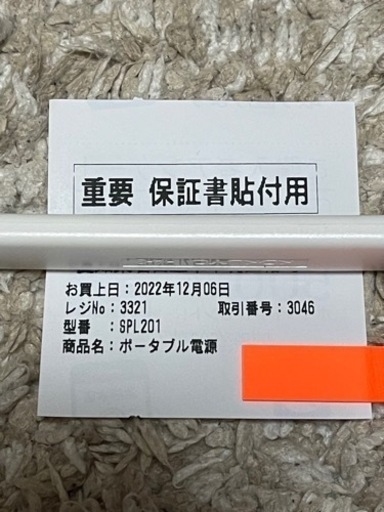 重要 保証書貼付用
お買上日：2022年12月06日
レジNo：3321 取引番号：3046
型番　：SPL201
商品名：ポータブル電源